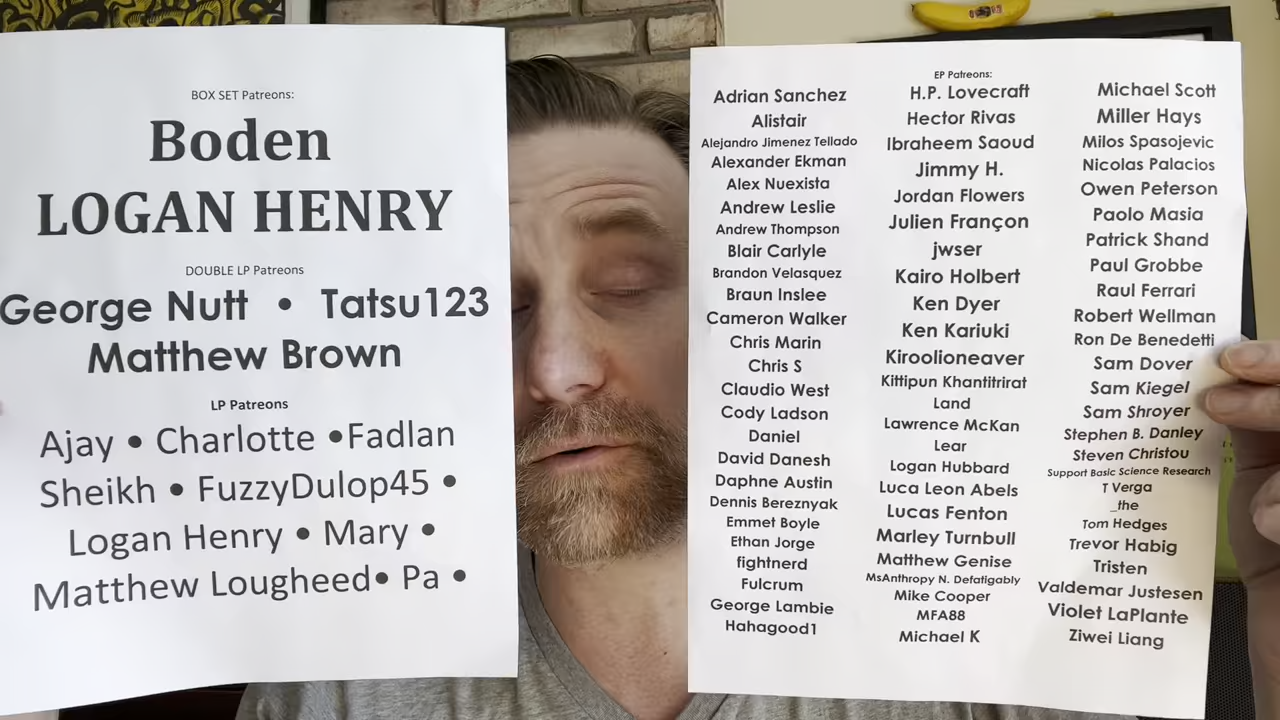 BOX SET Patreons:
Boden
LOGAN HENRY
DOUBLE LP Patreons
George Nutt • Tatsu123
Matthew Brown
LP Patreons
Ajay • Charlotte •Fadlan
Sheikh • FuzzyDulop45 •
Logan Henry • Mary •
Matthew Lougheed• Pa •
EP Patreons:
Adrian Sanchez
Alistair
Alejandro Jimenez Tellado
Alexander Ekman
Alex Nuexista
Andrew Leslie
Andrew Thompson
Blair Carlyle
Brandon Velasquez
Braun Inslee
Cameron Walker
Chris Marin
Chris S
Claudio West
Cody Ladson
Daniel
David Danesh
Daphne Austin
Dennis Bereznyak
Emmet Boyle
Ethan Jorge
fightnerd
Fulcrum
George Lambie
Hahagood1
H.P. Lovecraft
Hector Rivas
Ibraheem Saoud
Jimmy H.
Jordan Flowers
Julien Françon
jwser
Kairo Holbert
Ken Dyer
Ken Kariuki
Kiroolioneaver
Kittipun Khantitrirat
Land
Lawrence McKan
Lear
Logan Hubbard
Luca Leon Abels
Lucas Fenton
Marley Turnbull
Matthew Genise
MsAnthropy N. Defatigably
Mike Cooper
MFA88
Michael K
Michael Scott
Miller Hays
Milos Spasojevic
Nicolas Palacios
Owen Peterson
Paolo Masia
Patrick Shand
Paul Grobbe
Raul Ferrari
Robert Wellman
Ron De Benedetti
Sam Dover
Sam Kiegel
Sam Shroyer
Stephen B. Danley
Steven Christou
Support Basic Science Research
T Verga
_the
Tom Hedges
Trevor Habig
Tristen
Valdemar Justesen
Violet LaPlante
Ziwei Liang